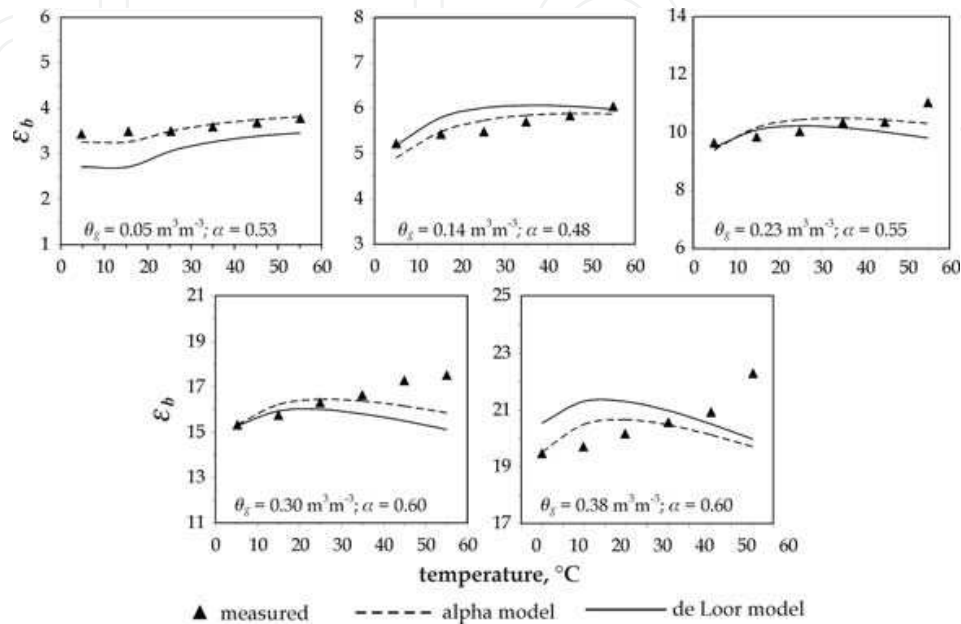 6
5
4
3
2
1
0 10 20 30 40 50 60
ε_b
θ_g = 0.05 m³m⁻³; α = 0.53
8
7
6
5
4
3
0 10 20 30 40 50 60
θ_g = 0.14 m³m⁻³; α = 0.48
14
12
10
8
6
0 10 20 30 40 50 60
θ_g = 0.23 m³m⁻³; α = 0.55
21
19
17
15
13
11
0 10 20 30 40 50 60
ε_b
θ_g = 0.30 m³m⁻³; α = 0.60
25
23
21
19
17
0 10 20 30 40 50 60
θ_g = 0.38 m³m⁻³; α = 0.60
temperature, °C
measured alpha model de Loor model